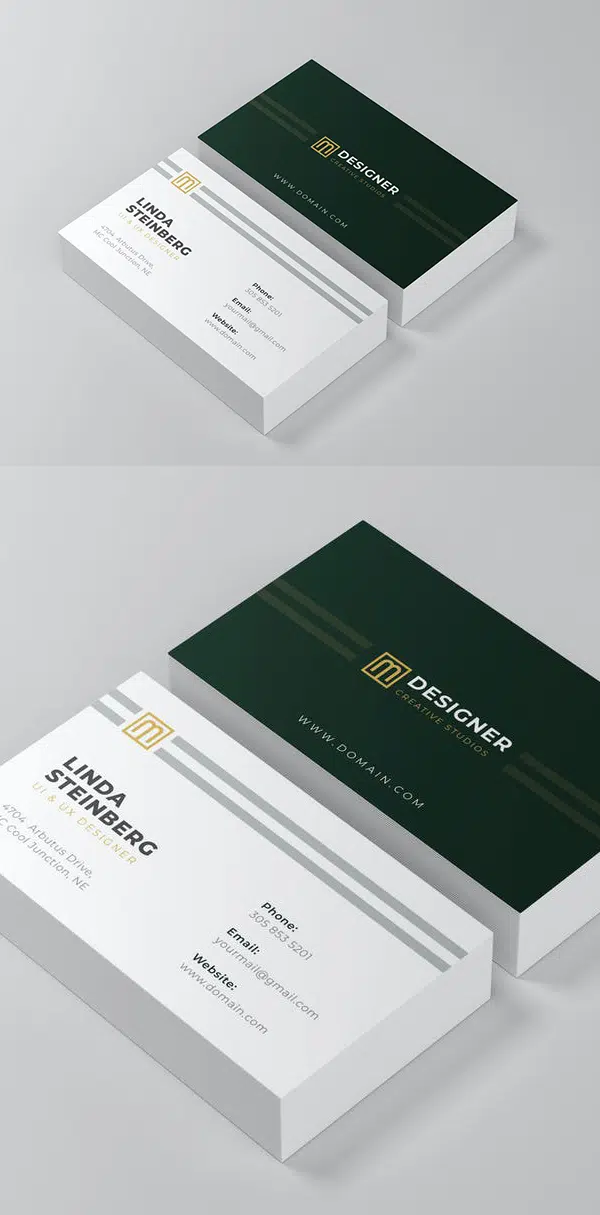 m
DESIGNER
CREATIVE STUDIOS
WWW.DOMAIN.COM
m
LINDA
STEINBERG
UI & UX DESIGNER
4704 Arbutus Drive,
MC Cool Junction, NE
Phone:
305 853 5201
Email:
yourmail@gmail.com
Website:
www.domain.com
m
DESIGNER
CREATIVE STUDIOS
WWW.DOMAIN.COM
m
LINDA
STEINBERG
UI & UX DESIGNER
4704 Arbutus Drive,
MC Cool Junction, NE
Phone:
305 853 5201
Email:
yourmail@gmail.com
Website:
www.domain.com